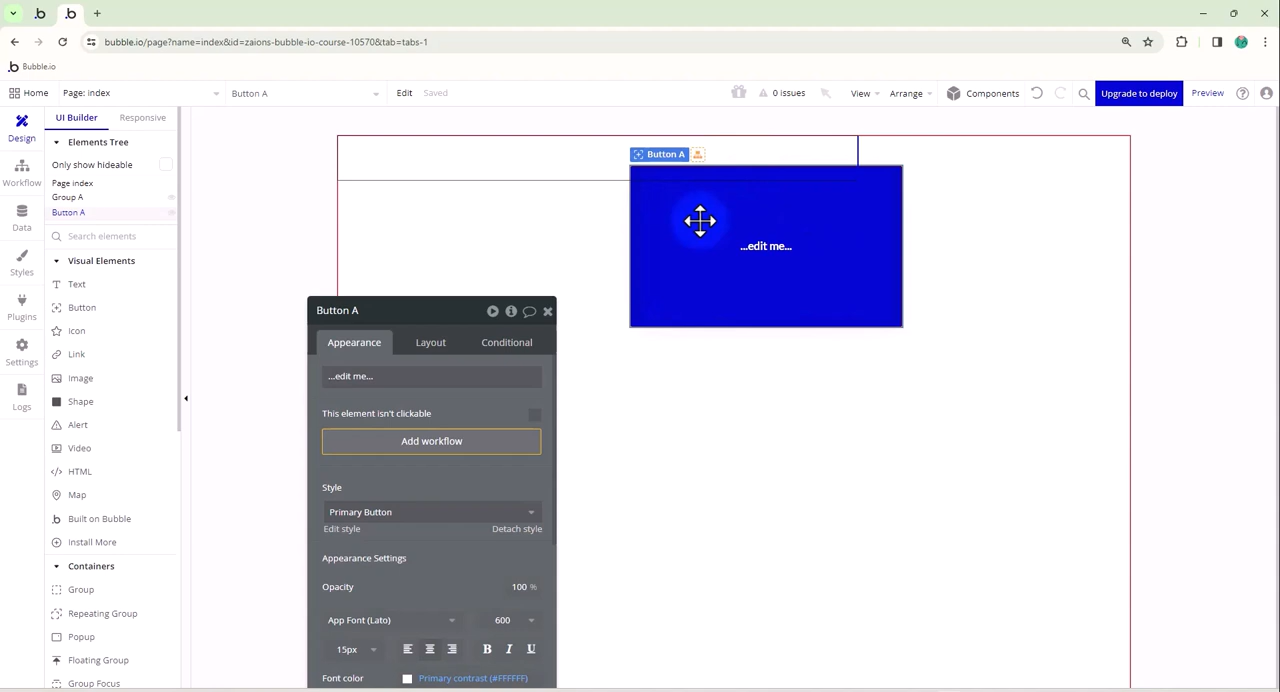 bubble.io/page?name=index&id=zaions-bubble-io-course-10570&tab=tabs-1
Bubble.io
Home
Page: index
Button A
Edit
Saved
0 issues
View
Arrange
Components
Upgrade to deploy
Preview
Design
Workflow
Data
Styles
Plugins
Settings
Logs
UI Builder
Responsive
Elements Tree
Only show hideable
Page index
Group A
Button A
Search elements
Visual Elements
Text
Button
Icon
Link
Image
Shape
Alert
Video
HTML
Map
Built on Bubble
Install More
Containers
Group
Repeating Group
Popup
Floating Group
Group Focus
Button A
...edit me...
Button A
Appearance
Layout
Conditional
...edit me...
This element isn't clickable
Add workflow
Style
Primary Button
Edit style
Detach style
Appearance Settings
Opacity
100 %
App Font (Lato)
600
15px
B I U
Font color
Primary contrast (#FFFFFF)